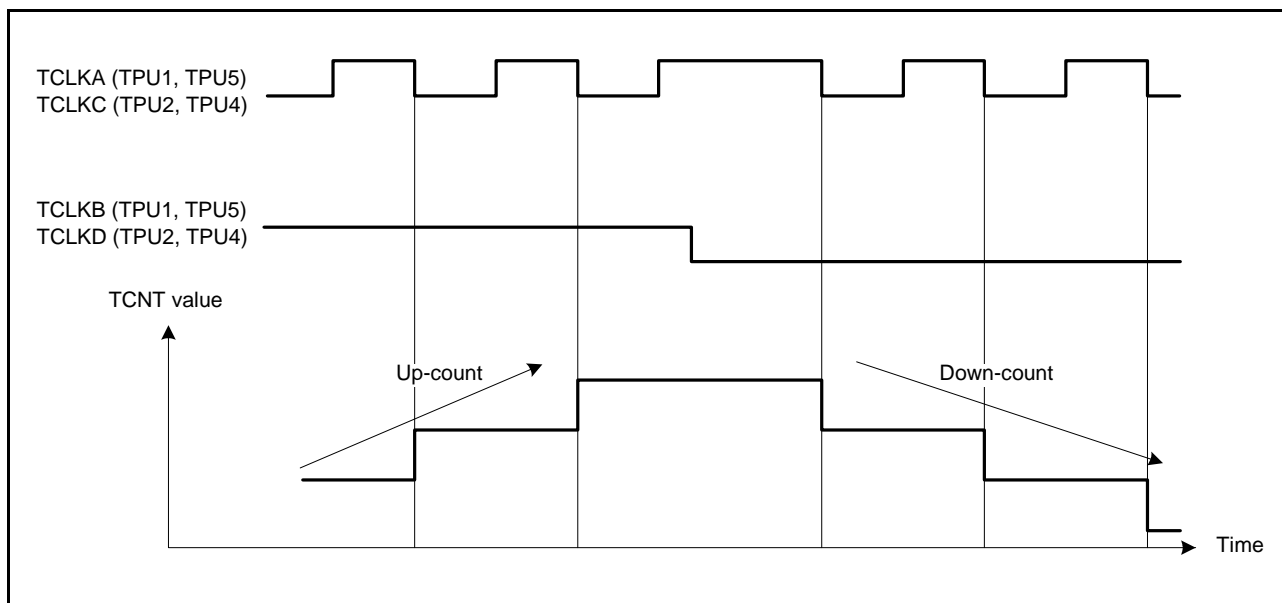 TCLKA (TPU1, TPU5)
TCLKC (TPU2, TPU4)
TCLKB (TPU1, TPU5)
TCLKD (TPU2, TPU4)
TCNT value
Up-count
Down-count
Time